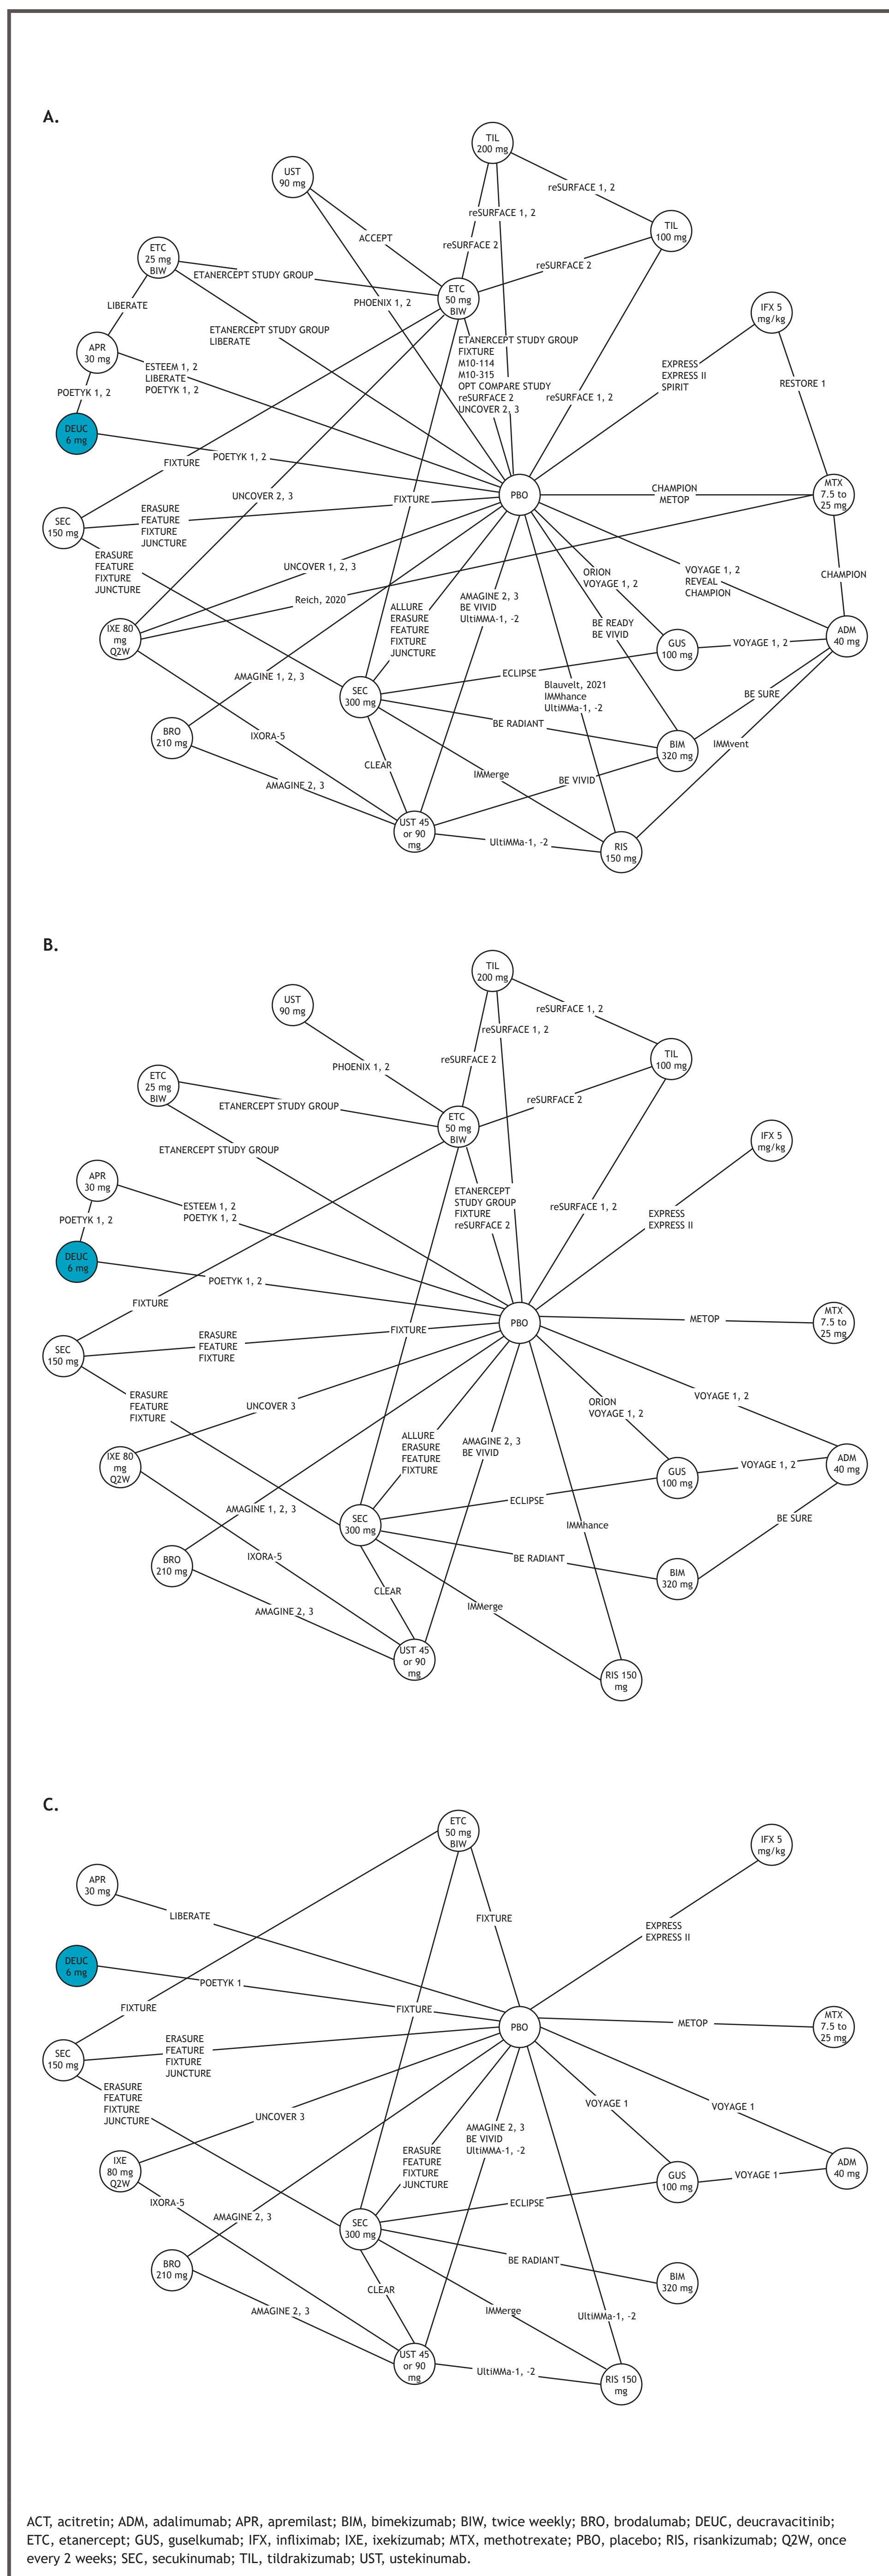 A.
TIL
200 mg
UST
90 mg
reSURFACE 1, 2
reSURFACE 1, 2
TIL
100 mg
ACCEPT
reSURFACE 2
ETC
25 mg
BIW
ETANERCEPT STUDY GROUP
reSURFACE 2
ETC
50 mg
BIW
PHOENIX 1, 2
LIBERATE
IFX 5
mg/kg
ETANERCEPT STUDY GROUP
LIBERATE
ETANERCEPT STUDY GROUP
FIXTURE
M10-114
M10-315
OPT COMPARE STUDY
reSURFACE 2
UNCOVER 2, 3
APR
30 mg
ESTEEM 1, 2
LIBERATE
POETYK 1, 2
EXPRESS
EXPRESS II
SPIRIT
RESTORE 1
POETYK 1, 2
reSURFACE 1, 2
DEUC
6 mg
POETYK 1, 2
FIXTURE
UNCOVER 2, 3
FIXTURE
PBO
CHAMPION
METOP
MTX
7.5 to
25 mg
SEC
150 mg
ERASURE
FEATURE
FIXTURE
JUNCTURE
ERASURE
FEATURE
FIXTURE
JUNCTURE
UNCOVER 1, 2, 3
Reich, 2020
ORION
VOYAGE 1, 2
VOYAGE 1, 2
REVEAL
CHAMPION
CHAMPION
AMAGINE 2, 3
BE VIVID
UltiMMA-1, -2
ALLURE
ERASURE
FEATURE
FIXTURE
JUNCTURE
BE READY
BE VIVID
IXE 80
mg
Q2W
GUS
100 mg
VOYAGE 1, 2
ADM
40 mg
AMAGINE 1, 2, 3
SEC
300 mg
ECLIPSE
Blauvelt, 2021
IMMhance
UltiMMa-1, -2
BE SURE
BE RADIANT
BRO
210 mg
IXORA-5
BIM
320 mg
IMMvent
CLEAR
IMMerge
BE VIVID
AMAGINE 2, 3
UST 45
or 90
mg
UltiMMa-1, -2
RIS
150 mg
B.
TIL
200 mg
UST
90 mg
reSURFACE 1, 2
reSURFACE 1, 2
TIL
100 mg
PHOENIX 1, 2
reSURFACE 2
ETC
25 mg
BIW
ETANERCEPT STUDY GROUP
reSURFACE 2
ETC
50 mg
BIW
IFX 5
mg/kg
ETANERCEPT STUDY GROUP
APR
30 mg
ESTEEM 1, 2
POETYK 1, 2
ETANERCEPT
STUDY GROUP
FIXTURE
reSURFACE 2
reSURFACE 1, 2
EXPRESS
EXPRESS II
POETYK 1, 2
DEUC
6 mg
POETYK 1, 2
FIXTURE
FIXTURE
PBO
METOP
MTX
7.5 to
25 mg
SEC
150 mg
ERASURE
FEATURE
FIXTURE
ERASURE
FEATURE
FIXTURE
UNCOVER 3
ORION
VOYAGE 1, 2
VOYAGE 1, 2
ALLURE
ERASURE
FEATURE
FIXTURE
AMAGINE 2, 3
BE VIVID
IXE 80
mg
Q2W
GUS
100 mg
VOYAGE 1, 2
ADM
40 mg
AMAGINE 1, 2, 3
SEC
300 mg
ECLIPSE
IMMhance
BE SURE
BRO
210 mg
IXORA-5
BE RADIANT
BIM
320 mg
CLEAR
AMAGINE 2, 3
IMMerge
UST 45
or 90
mg
RIS 150
mg
C.
ETC
50 mg
BIW
IFX 5
mg/kg
APR
30 mg
LIBERATE
FIXTURE
EXPRESS
EXPRESS II
DEUC
6 mg
POETYK 1
FIXTURE
FIXTURE
PBO
METOP
MTX
7.5 to
25 mg
SEC
150 mg
ERASURE
FEATURE
FIXTURE
JUNCTURE
ERASURE
FEATURE
FIXTURE
JUNCTURE
UNCOVER 3
VOYAGE 1
VOYAGE 1
AMAGINE 2, 3
BE VIVID
UltiMMA-1, -2
ERASURE
FEATURE
FIXTURE
JUNCTURE
IXE
80 mg
Q2W
GUS
100 mg
VOYAGE 1
ADM
40 mg
IXORA-5
AMAGINE 2, 3
SEC
300 mg
ECLIPSE
BRO
210 mg
BE RADIANT
BIM
320 mg
CLEAR
AMAGINE 2, 3
IMMerge
UltiMMa-1, -2
UST 45
or 90
mg
UltiMMa-1, -2
RIS 150
mg
ACT, acitretin; ADM, adalimumab; APR, apremilast; BIM, bimekizumab; BIW, twice weekly; BRO, brodalumab; DEUC, deucravacitinib;
ETC, etanercept; GUS, guselkumab; IFX, infliximab; IXE, ixekizumab; MTX, methotrexate; PBO, placebo; RIS, risankizumab; Q2W, once
every 2 weeks; SEC, secukinumab; TIL, tildrakizumab; UST, ustekinumab.